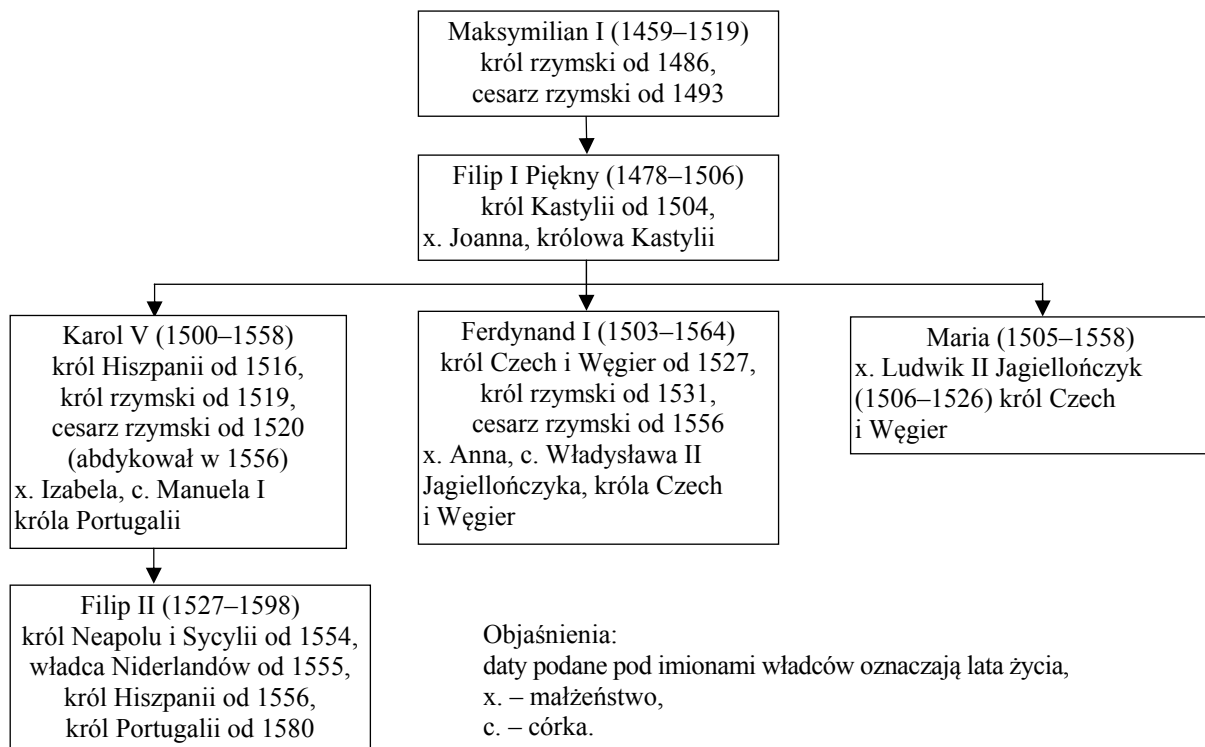 Maksymilian I (1459–1519)
król rzymski od 1486,
cesarz rzymski od 1493
Filip I Piękny (1478–1506)
król Kastylii od 1504,
x. Joanna, królowa Kastylii
Karol V (1500–1558)
król Hiszpanii od 1516,
król rzymski od 1519,
cesarz rzymski od 1520
(abdykował w 1556)
x. Izabela, c. Manuela I
króla Portugalii
Ferdynand I (1503–1564)
król Czech i Węgier od 1527,
król rzymski od 1531,
cesarz rzymski od 1556
x. Anna, c. Władysława II
Jagiellończyka, króla Czech
i Węgier
Maria (1505–1558)
x. Ludwik II Jagiellończyk
(1506–1526) król Czech
i Węgier
Filip II (1527–1598)
król Neapolu i Sycylii od 1554,
władca Niderlandów od 1555,
król Hiszpanii od 1556,
król Portugalii od 1580
Objaśnienia:
daty podane pod imionami władców oznaczają lata życia,
x. – małżeństwo,
c. – córka.